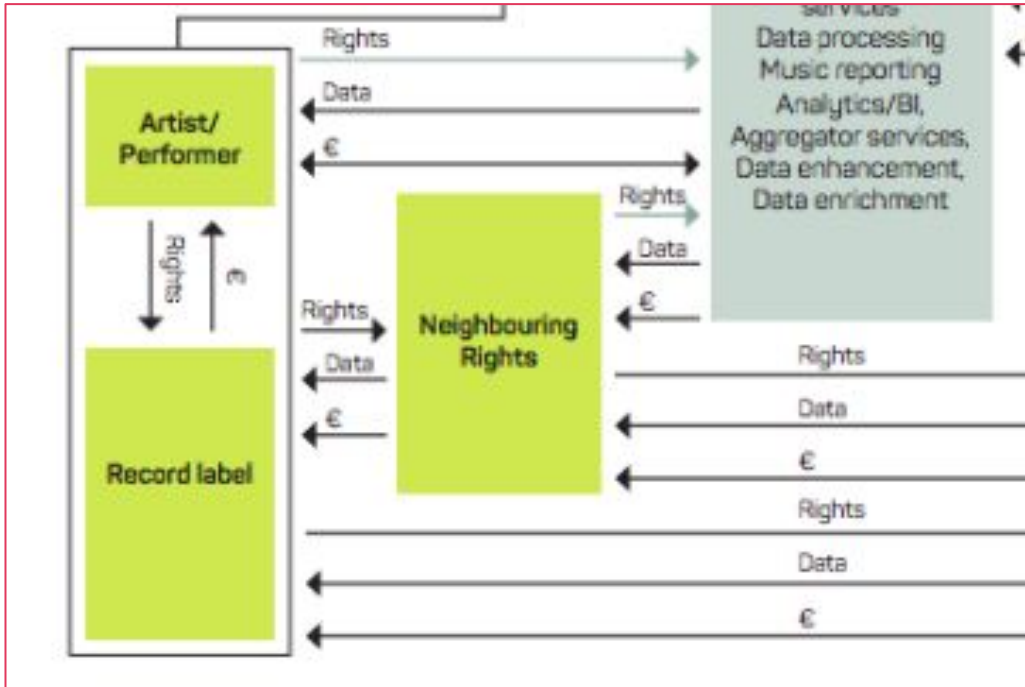 services
Data processing
Music reporting
Analytics/BI,
Aggregator services,
Data enhancement,
Data enrichment
Rights
Data
€
Artist/
Performer
Rights
€
Record label
Rights
Data
€
Neighbouring
Rights
Rights
Data
€
Rights
Data
€
Rights
Data
€